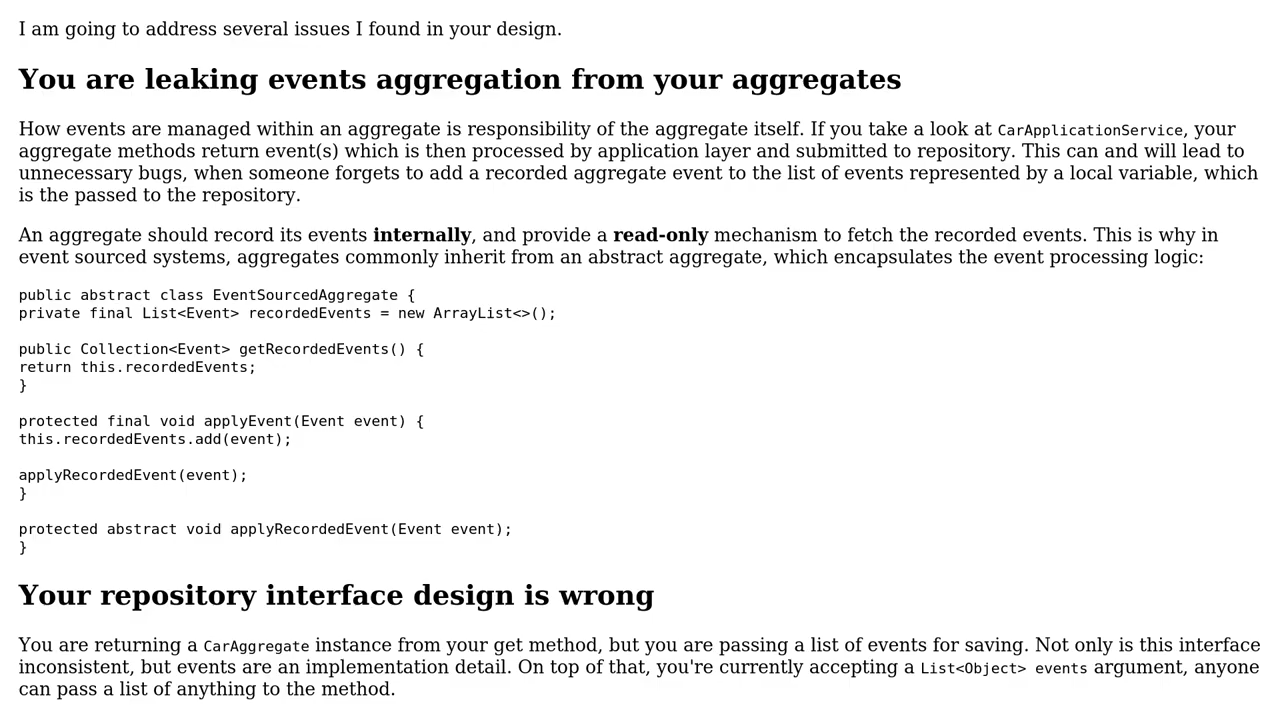 I am going to address several issues I found in your design.
You are leaking events aggregation from your aggregates
How events are managed within an aggregate is responsibility of the aggregate itself. If you take a look at CarApplicationService, your
aggregate methods return event(s) which is then processed by application layer and submitted to repository. This can and will lead to
unnecessary bugs, when someone forgets to add a recorded aggregate event to the list of events represented by a local variable, which
is the passed to the repository.
An aggregate should record its events internally, and provide a read-only mechanism to fetch the recorded events. This is why in
event sourced systems, aggregates commonly inherit from an abstract aggregate, which encapsulates the event processing logic:
public abstract class EventSourcedAggregate {
private final List<Event> recordedEvents = new ArrayList<>();
public Collection<Event> getRecordedEvents() {
return this.recordedEvents;
}
protected final void applyEvent(Event event) {
this.recordedEvents.add(event);
applyRecordedEvent(event);
}
protected abstract void applyRecordedEvent(Event event);
}
Your repository interface design is wrong
You are returning a CarAggregate instance from your get method, but you are passing a list of events for saving. Not only is this interface
inconsistent, but events are an implementation detail. On top of that, you're currently accepting a List<Object> events argument, anyone
can pass a list of anything to the method.